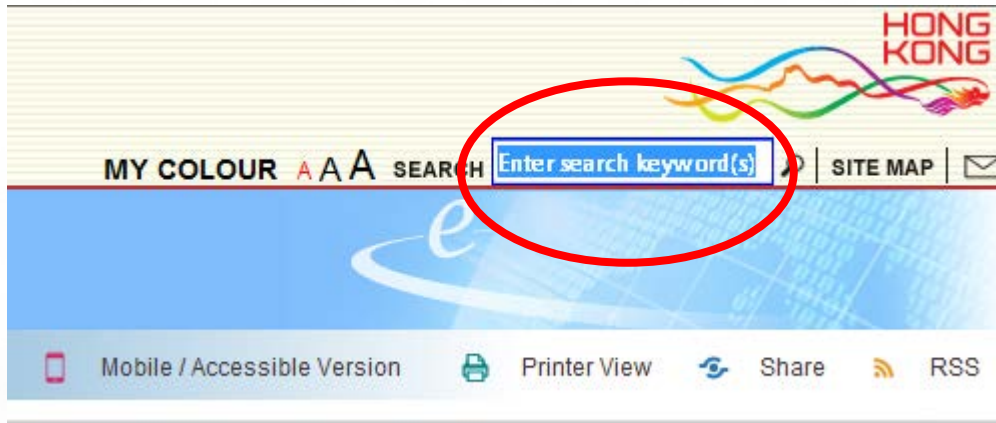 HONG
KONG
MY COLOUR A A A SEARCH Enter search keyword(s) SITE MAP
e
Mobile / Accessible Version Printer View Share RSS